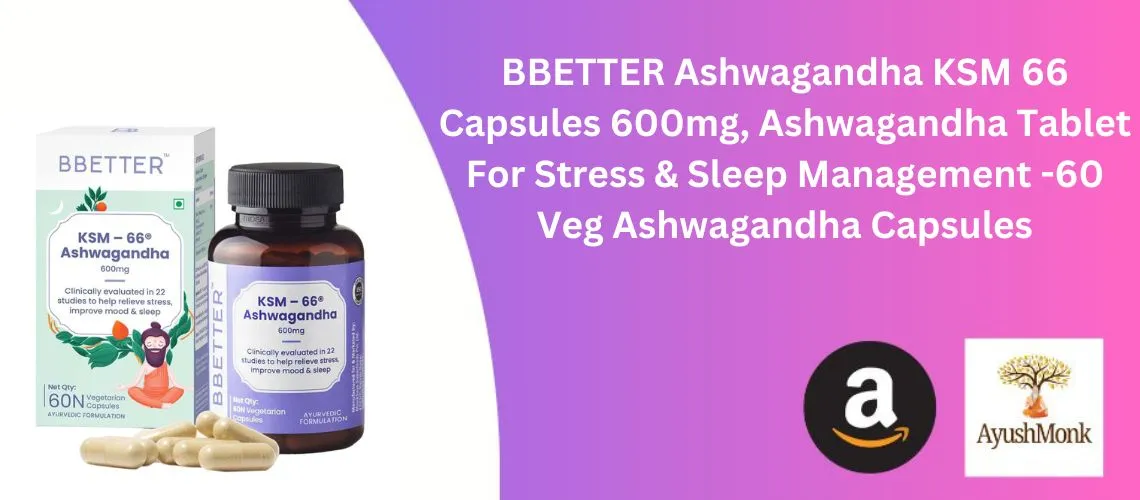 BBETTER Ashwagandha KSM 66
Capsules 600mg, Ashwagandha Tablet
For Stress & Sleep Management -60
Veg Ashwagandha Capsules
BBETTER™
KSM – 66®
Ashwagandha
600mg
Clinically evaluated in 22
studies to help relieve stress,
improve mood & sleep
Net Qty:
60N Vegetarian
Capsules
AYURVEDIC FORMULATION
BBETTER™
KSM – 66®
Ashwagandha
600mg
Clinically evaluated in 22
studies to help relieve stress,
improve mood & sleep
Net Qty:
60N Vegetarian
Capsules
AYURVEDIC
FORMULATION
a
AyushMonk